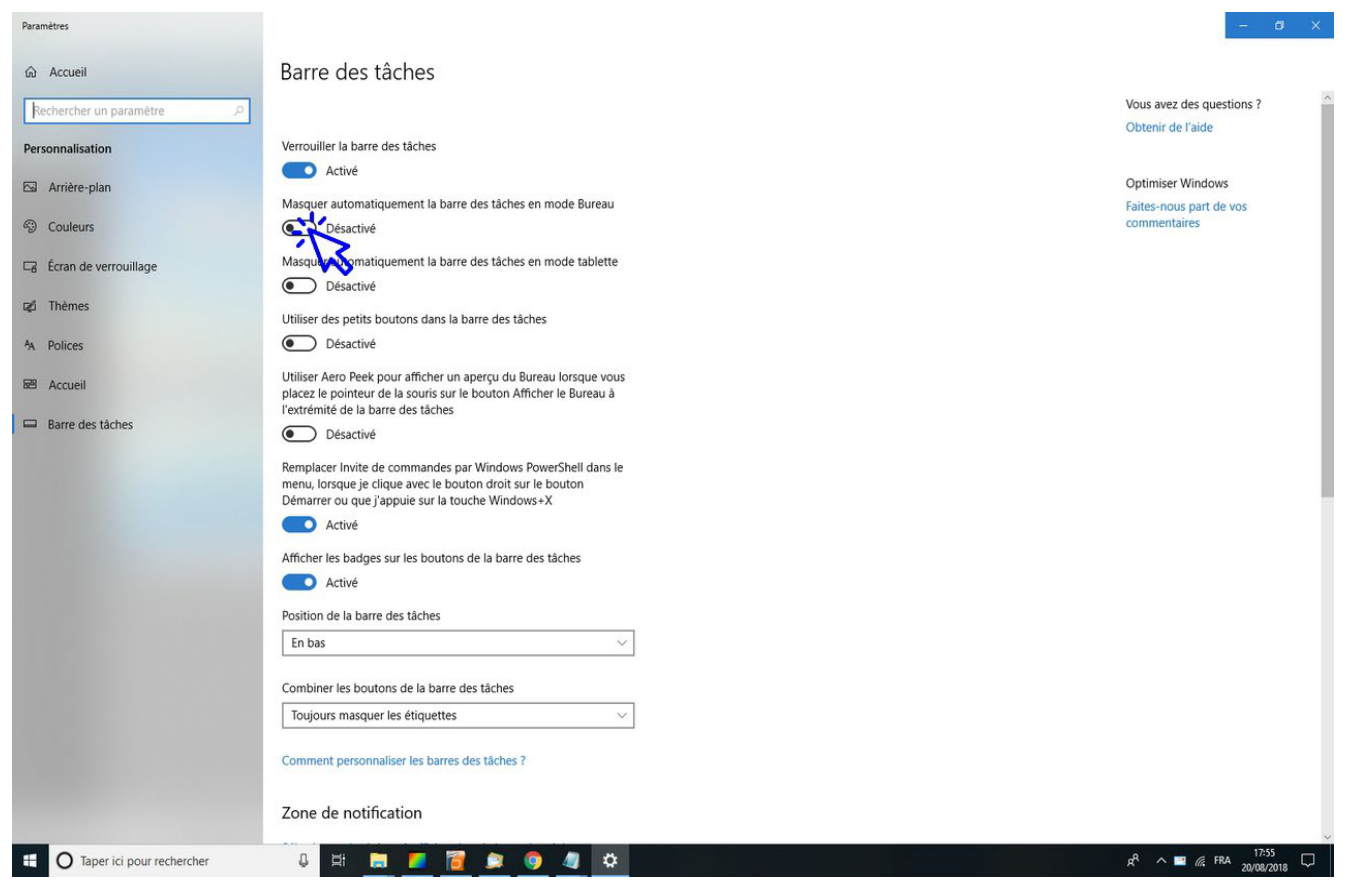 Paramètres
Accueil
Rechercher un paramètre
Personnalisation
Arrière-plan
Couleurs
Écran de verrouillage
Thèmes
Polices
Accueil
Barre des tâches
Barre des tâches
Verrouiller la barre des tâches
Activé
Masquer automatiquement la barre des tâches en mode Bureau
Désactivé
Masquer automatiquement la barre des tâches en mode tablette
Désactivé
Utiliser des petits boutons dans la barre des tâches
Désactivé
Utiliser Aero Peek pour afficher un aperçu du Bureau lorsque vous
placez le pointeur de la souris sur le bouton Afficher le Bureau à
l'extrémité de la barre des tâches
Désactivé
Remplacer Invite de commandes par Windows PowerShell dans le
menu, lorsque je clique avec le bouton droit sur le bouton
Démarrer ou que j'appuie sur la touche Windows+X
Activé
Afficher les badges sur les boutons de la barre des tâches
Activé
Position de la barre des tâches
En bas
Combiner les boutons de la barre des tâches
Toujours masquer les étiquettes
Comment personnaliser les barres des tâches ?
Zone de notification
Vous avez des questions ?
Obtenir de l'aide
Optimiser Windows
Faites-nous part de vos
commentaires
Taper ici pour rechercher
FRA
17:55
20/08/2018